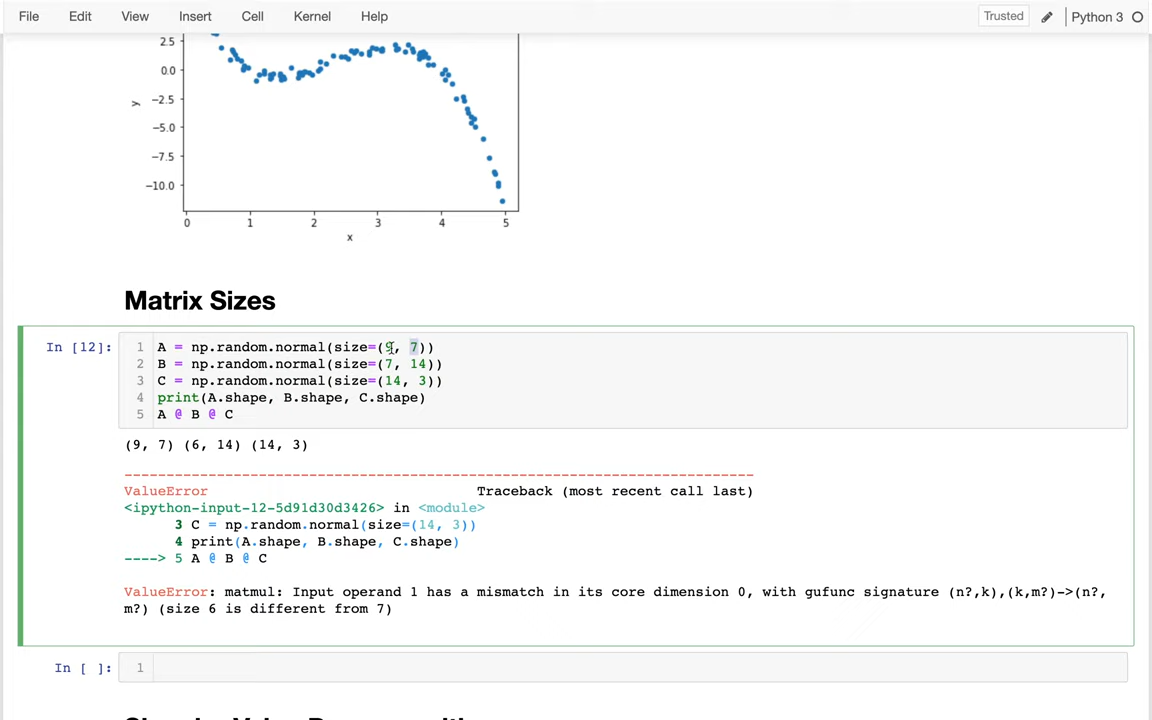 File Edit View Insert Cell Kernel Help Trusted Python 3
2.5
0.0
−2.5
−5.0
−7.5
−10.0
y
0 1 2 3 4 5
x
Matrix Sizes
In [12]: 1 A = np.random.normal(size=(9, 7))
2 B = np.random.normal(size=(7, 14))
3 C = np.random.normal(size=(14, 3))
4 print(A.shape, B.shape, C.shape)
5 A @ B @ C
(9, 7) (6, 14) (14, 3)
---------------------------------------------------------------------------
ValueError Traceback (most recent call last)
<ipython-input-12-5d91d30d3426> in <module>
3 C = np.random.normal(size=(14, 3))
4 print(A.shape, B.shape, C.shape)
----> 5 A @ B @ C
ValueError: matmul: Input operand 1 has a mismatch in its core dimension 0, with gufunc signature (n?,k),(k,m?)->(n?,
m?) (size 6 is different from 7)
In [ ]: 1